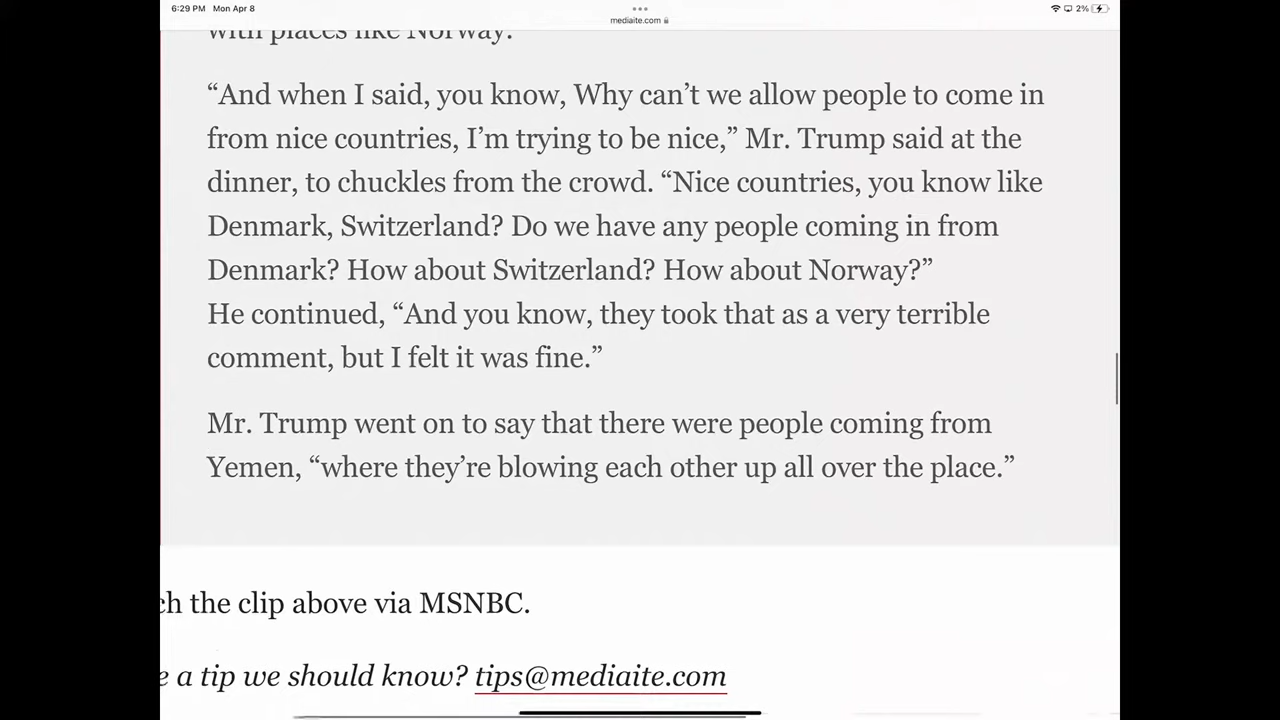 6:29 PM Mon Apr 8
mediaite.com
2%
with places like Norway.
“And when I said, you know, Why can’t we allow people to come in
from nice countries, I’m trying to be nice,” Mr. Trump said at the
dinner, to chuckles from the crowd. “Nice countries, you know like
Denmark, Switzerland? Do we have any people coming in from
Denmark? How about Switzerland? How about Norway?”
He continued, “And you know, they took that as a very terrible
comment, but I felt it was fine.”
Mr. Trump went on to say that there were people coming from
Yemen, “where they’re blowing each other up all over the place.”
ch the clip above via MSNBC.
e a tip we should know? tips@mediaite.com